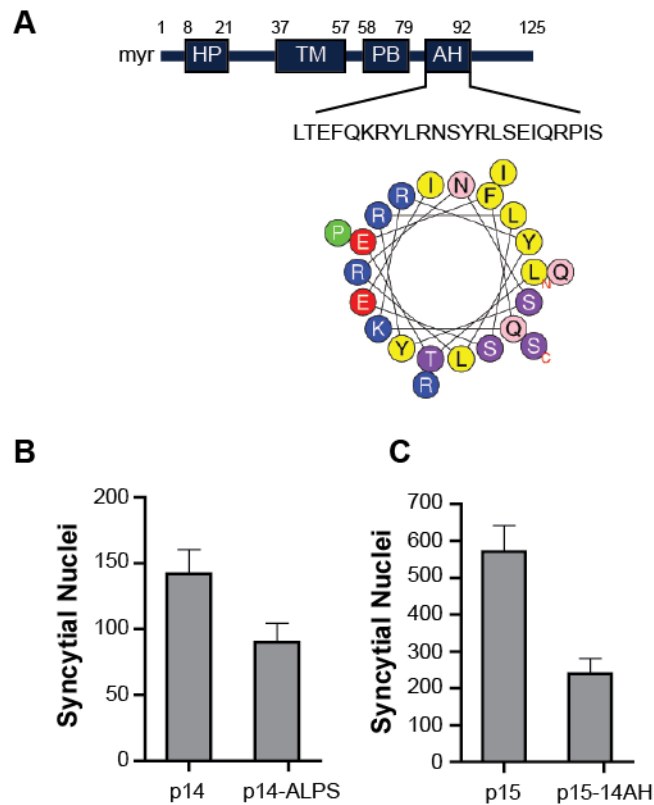 A
1 8 21 37 57 58 79 92 125
myr HP TM PB AH
LTEFQKRYLRNSYRLSEIQRPIS
I
R I N F
R L
P E Y
R L Q
N
E S
K Q S
C
Y T L S
R
B
C
Syncytial Nuclei
200
150
100
50
0
p14 p14-ALPS
Syncytial Nuclei
700
600
500
400
300
200
100
0
p15 p15-14AH